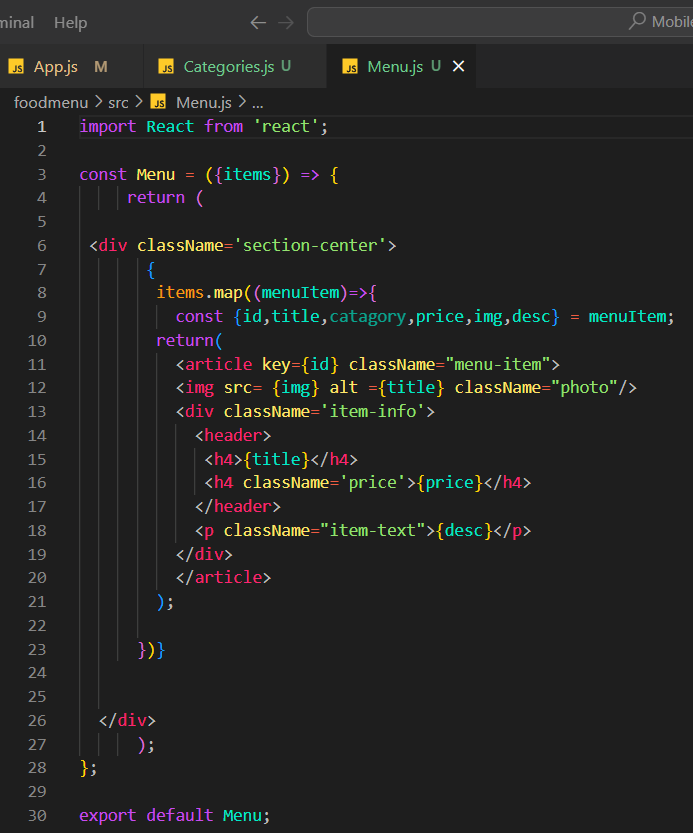 minal Help ← → Mobile
JS App.js M JS Categories.js U JS Menu.js U ×
foodmenu > src > JS Menu.js > ...
1 import React from 'react';
2
3 const Menu = ({items}) => {
4 return (
5
6 <div className='section-center'>
7 {
8 items.map((menuItem)=>{
9 const {id,title,catagory,price,img,desc} = menuItem;
10 return(
11 <article key={id} className="menu-item">
12 <img src= {img} alt ={title} className="photo"/>
13 <div className='item-info'>
14 <header>
15 <h4>{title}</h4>
16 <h4 className='price'>{price}</h4>
17 </header>
18 <p className="item-text">{desc}</p>
19 </div>
20 </article>
21 );
22
23 })}
24
25
26 </div>
27 );
28 };
29
30 export default Menu;